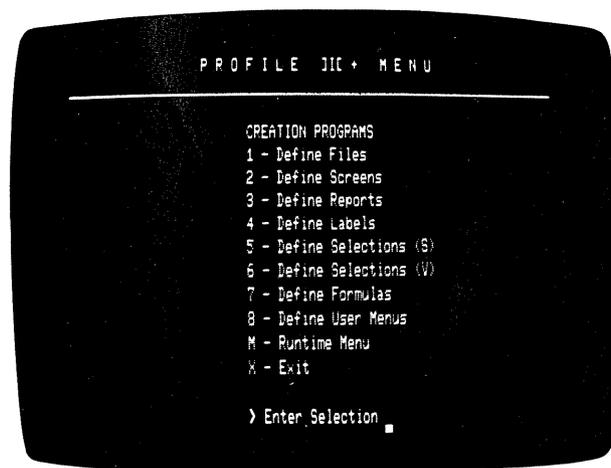 PROFILE III+ MENU
CREATION PROGRAMS
1 - Define Files
2 - Define Screens
3 - Define Reports
4 - Define Labels
5 - Define Selections (S)
6 - Define Selections (V)
7 - Define Formulas
8 - Define User Menus
M - Runtime Menu
X - Exit
> Enter Selection